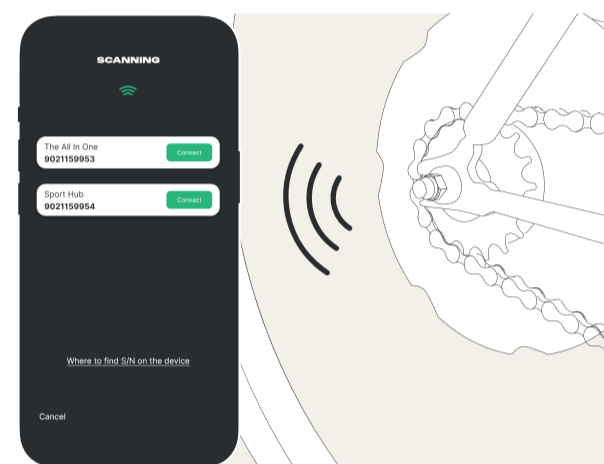 SCANNING
The All In One
9021159953
Connect
Sport Hub
9021159954
Connect
Where to find S/N on the device
Cancel